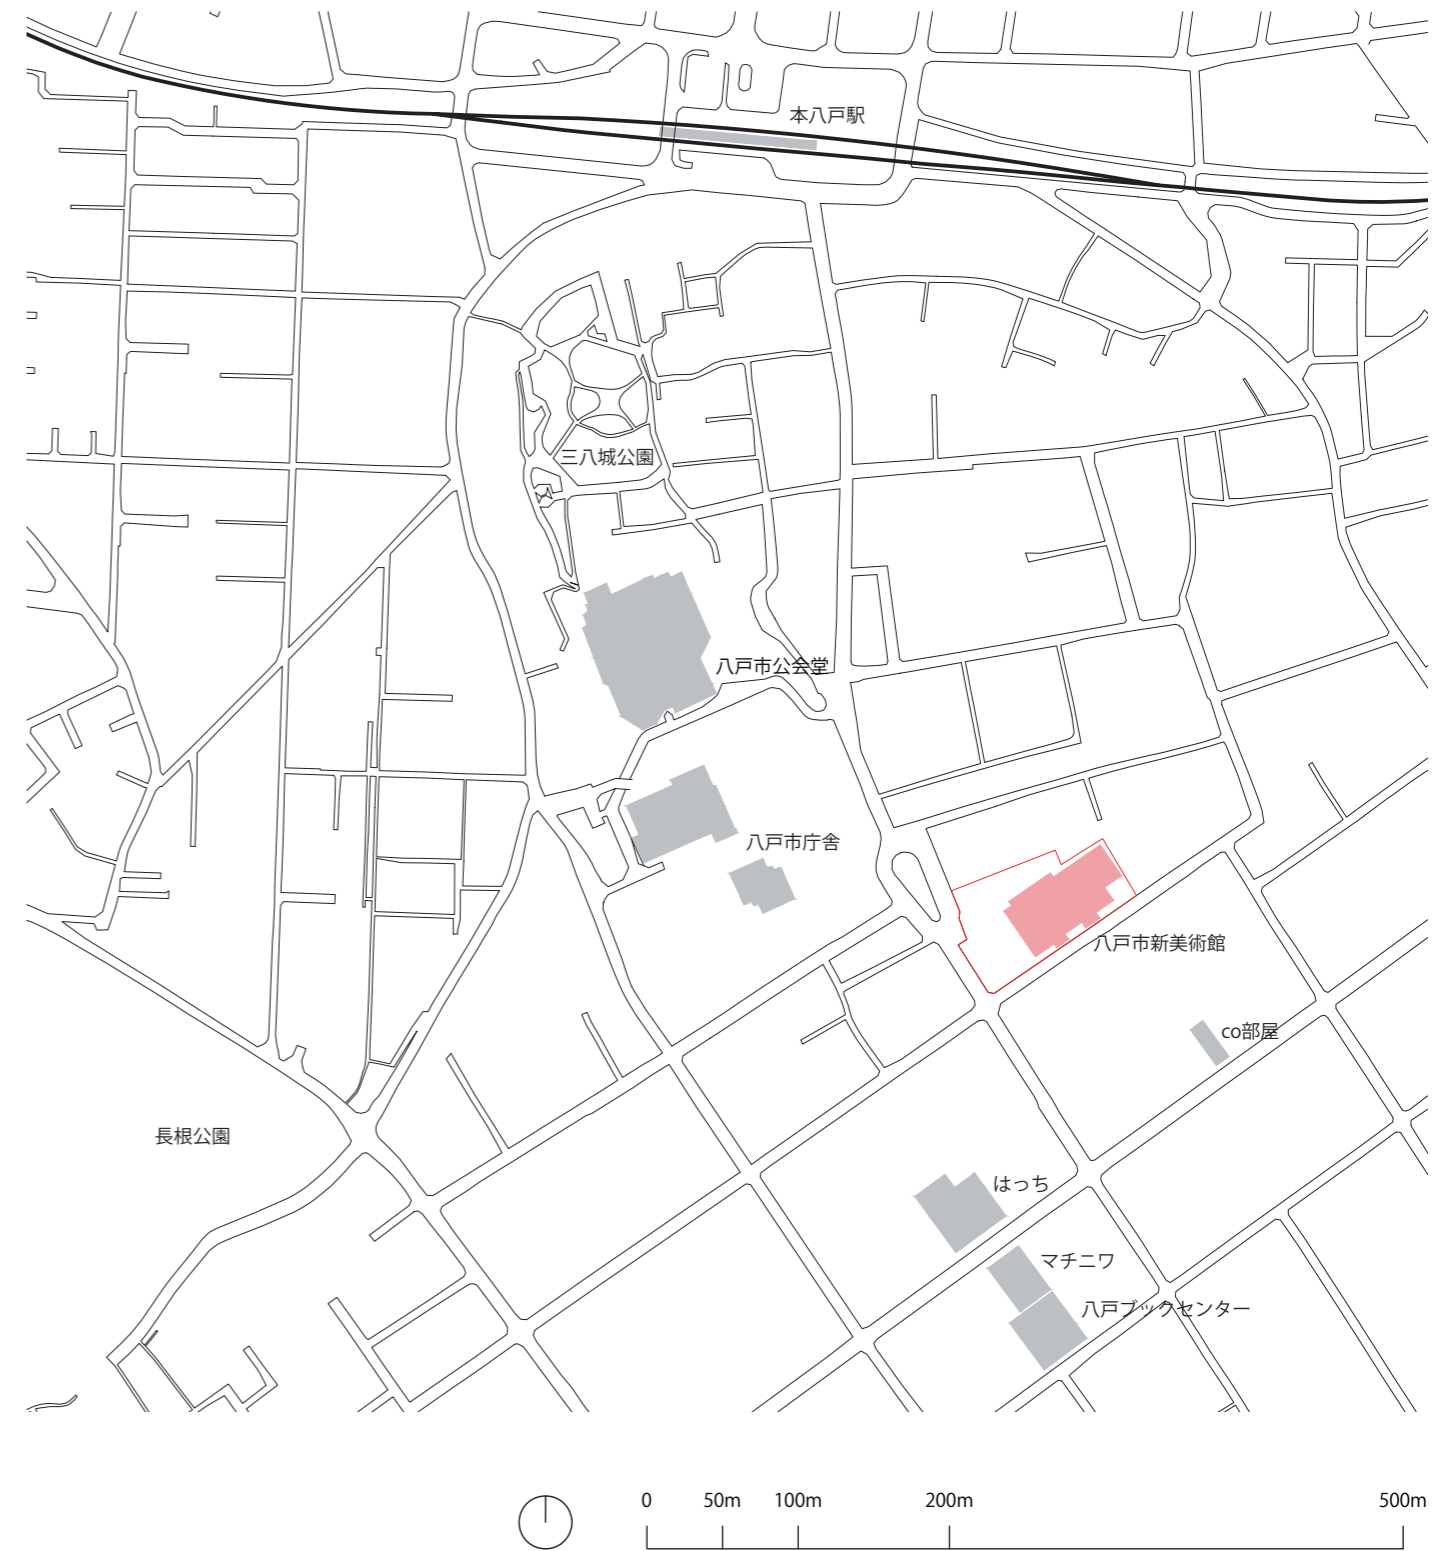 本八戸駅
三八城公園
八戸市公会堂
八戸市庁舎
八戸市新美術館
co部屋
長根公園
はっち
マチニワ
八戸ブックセンター
0 50m 100m 200m 500m